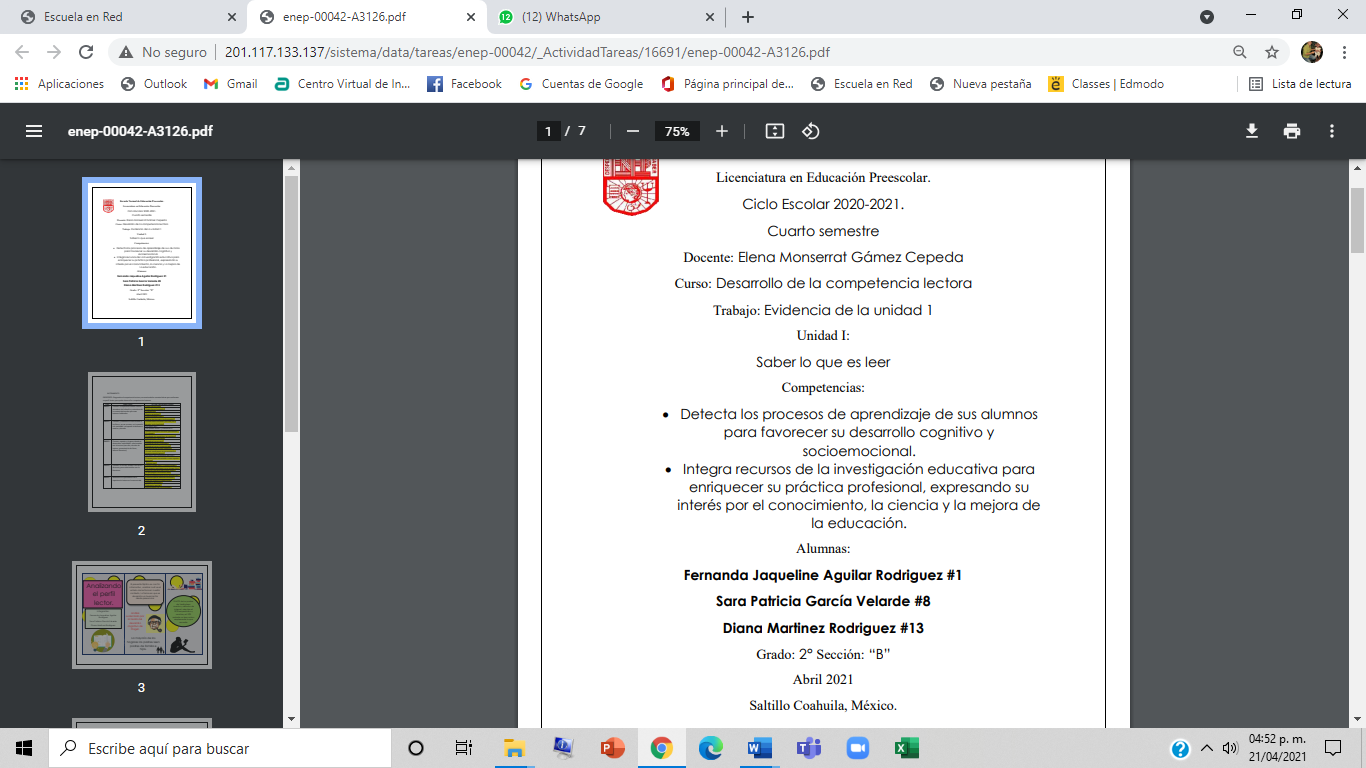 Escuela en Red
enep-00042-A3126.pdf
(12) WhatsApp
No seguro
201.117.133.137/sistema/data/tareas/enep-00042/_ActividadTareas/16691/enep-00042-A3126.pdf
Aplicaciones
Outlook
Gmail
Centro Virtual de In...
Facebook
Cuentas de Google
Página principal de...
Escuela en Red
Nueva pestaña
Classes | Edmodo
Lista de lectura
enep-00042-A3126.pdf
1 / 7
75%
1
2
Analizando
el perfil
lector.
3
Licenciatura en Educación Preescolar.
Ciclo Escolar 2020-2021.
Cuarto semestre
Docente: Elena Monserrat Gámez Cepeda
Curso: Desarrollo de la competencia lectora
Trabajo: Evidencia de la unidad 1
Unidad I:
Saber lo que es leer
Competencias:
• Detecta los procesos de aprendizaje de sus alumnos
para favorecer su desarrollo cognitivo y
socioemocional.
• Integra recursos de la investigación educativa para
enriquecer su práctica profesional, expresando su
interés por el conocimiento, la ciencia y la mejora de
la educación.
Alumnas:
Fernanda Jaqueline Aguilar Rodriguez #1
Sara Patricia García Velarde #8
Diana Martinez Rodriguez #13
Grado: 2° Sección: “B”
Abril 2021
Saltillo Coahuila, México.
Escribe aquí para buscar
04:52 p. m.
21/04/2021